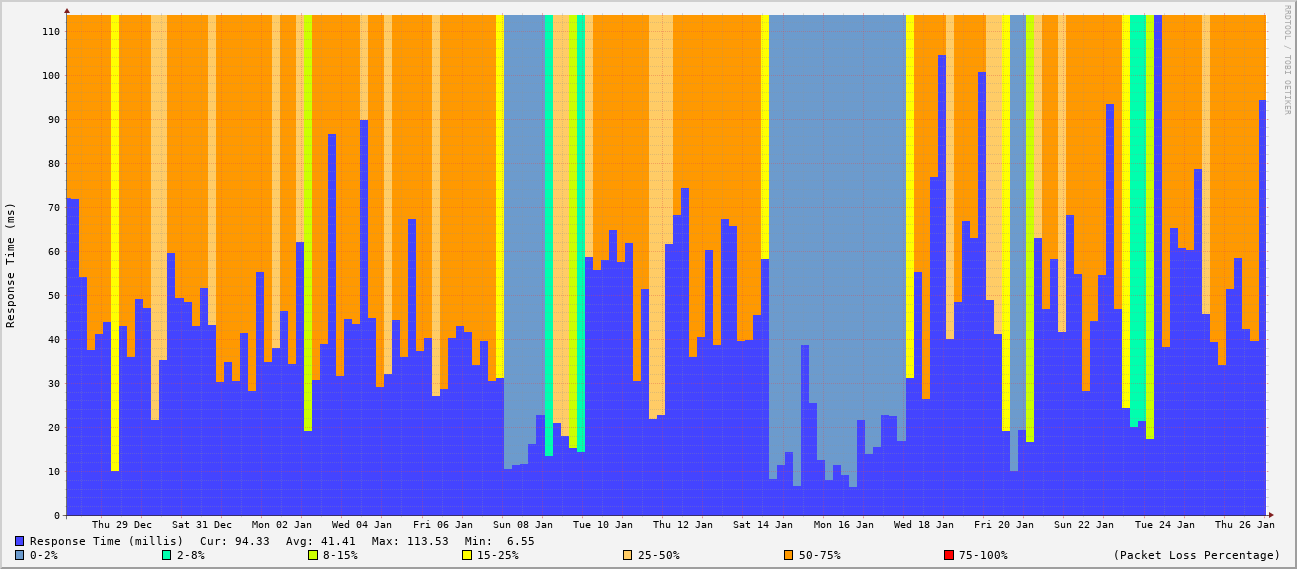 RRDTOOL / TOBI OETIKER
Response Time (ms)
110
100
90
80
70
60
50
40
30
20
10
0
Thu 29 Dec Sat 31 Dec Mon 02 Jan Wed 04 Jan Fri 06 Jan Sun 08 Jan Tue 10 Jan Thu 12 Jan Sat 14 Jan Mon 16 Jan Wed 18 Jan Fri 20 Jan Sun 22 Jan Tue 24 Jan Thu 26 Jan
Response Time (millis) Cur: 94.33 Avg: 41.41 Max: 113.53 Min: 6.55
0-2% 2-8% 8-15% 15-25% 25-50% 50-75% 75-100% (Packet Loss Percentage)